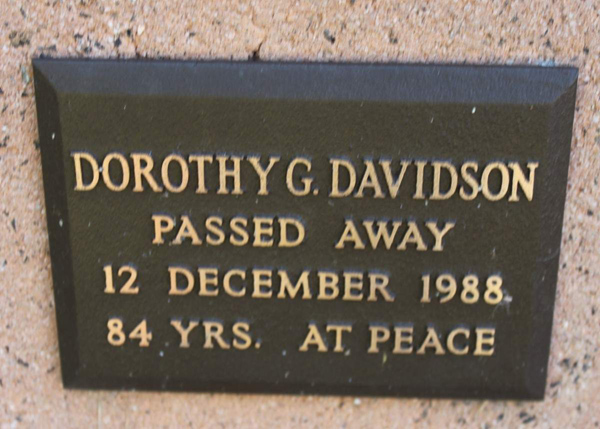 DOROTHY G. DAVIDSON
PASSED AWAY
12 DECEMBER 1988.
84 YRS. AT PEACE